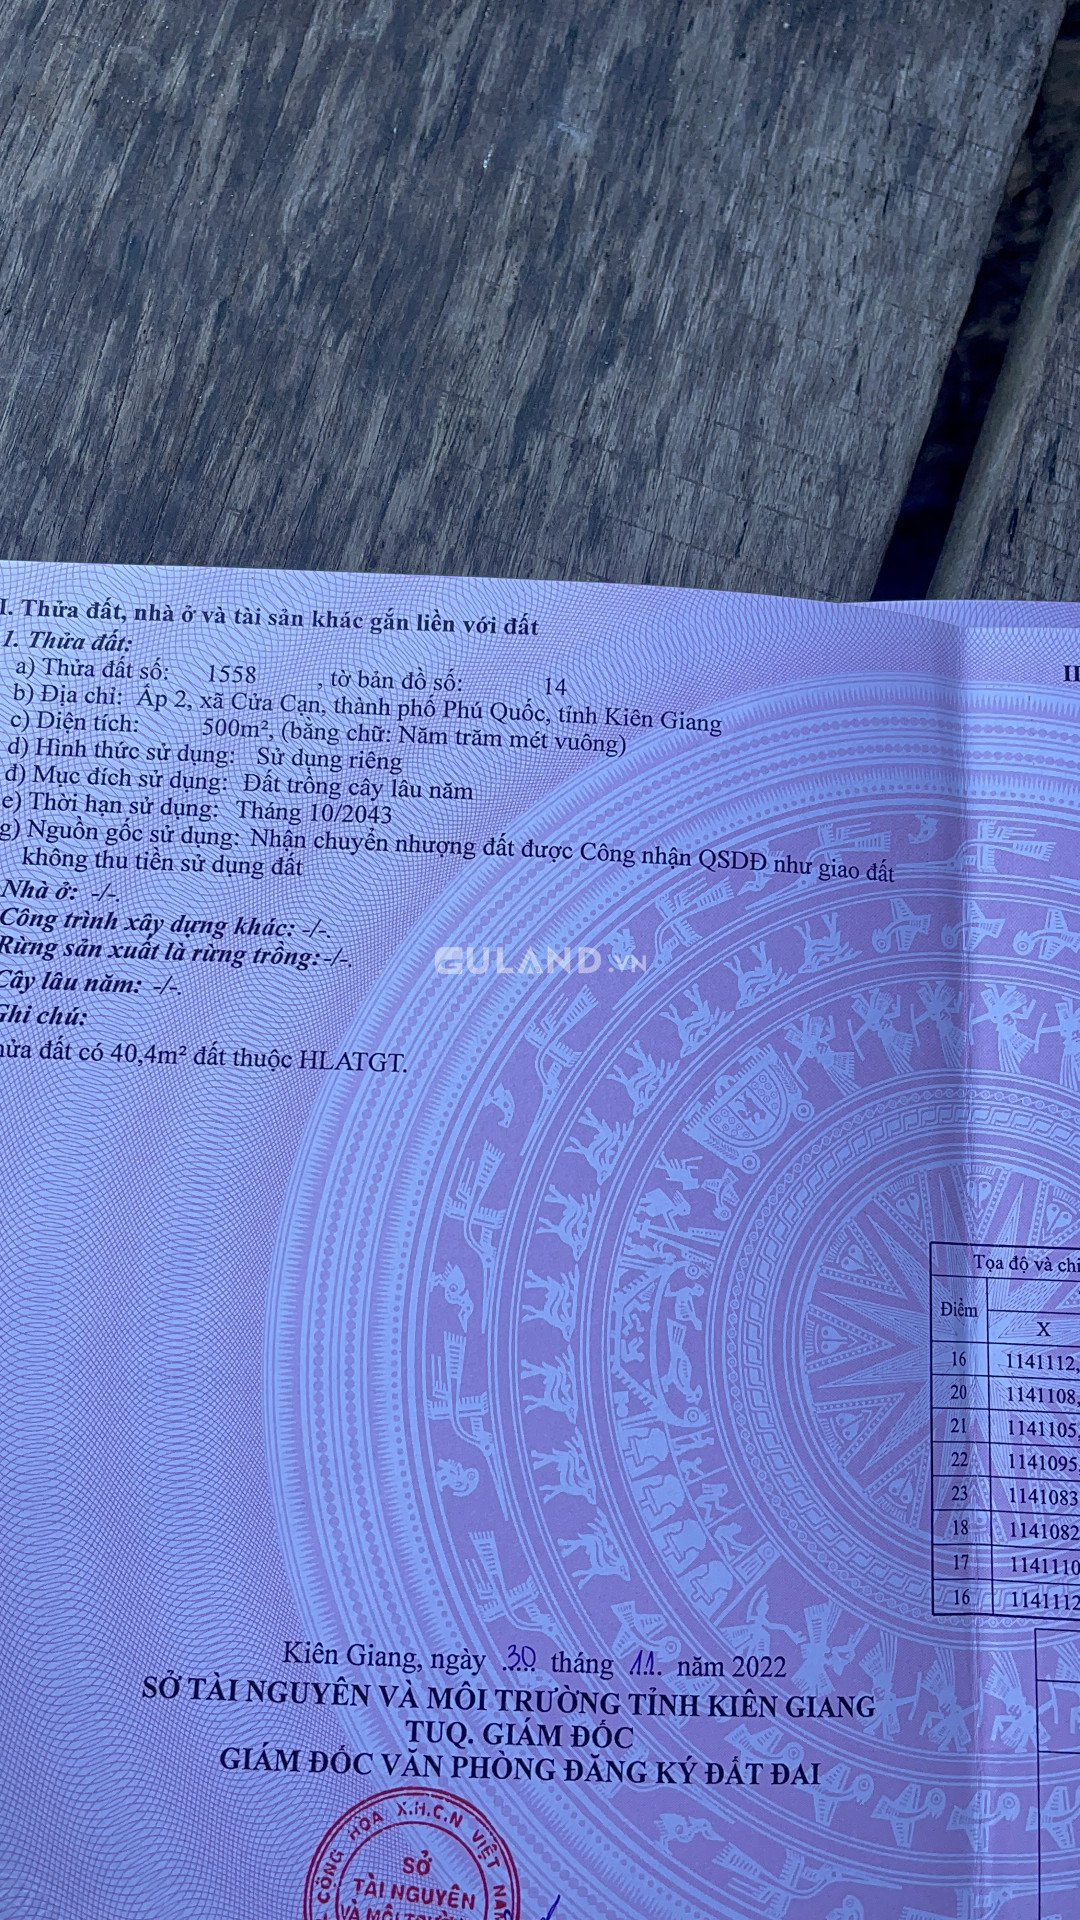 I. Thửa đất, nhà ở và tài sản khác gắn liền với đất
1. Thửa đất:
a) Thửa đất số: 1558 , tờ bản đồ số: 14
b) Địa chỉ: Ấp 2, xã Cửa Cạn, thành phố Phú Quốc, tỉnh Kiên Giang
c) Diện tích: 500m², (bằng chữ: Năm trăm mét vuông)
d) Hình thức sử dụng: Sử dụng riêng
đ) Mục đích sử dụng: Đất trồng cây lâu năm
e) Thời hạn sử dụng: Tháng 10/2043
g) Nguồn gốc sử dụng: Nhận chuyển nhượng đất được Công nhận QSDĐ như giao đất
không thu tiền sử dụng đất
Nhà ở: -/-.
Công trình xây dựng khác: -/-.
Rừng sản xuất là rừng trồng: -/-.
Cây lâu năm: -/-.
Ghi chú:
hửa đất có 40,4m² đất thuộc HLATGT.
GULAND.VN
II
Tọa độ và chi
Điểm
X
16 1141112,
20 1141108,
21 1141105,
22 1141095.
23 1141083
18 1141082
17 1141110
16 1141112
Kiên Giang, ngày 30 tháng 11. năm 2022
SỞ TÀI NGUYÊN VÀ MÔI TRƯỜNG TỈNH KIÊN GIANG
TUQ. GIÁM ĐỐC
GIÁM ĐỐC VĂN PHÒNG ĐĂNG KÝ ĐẤT ĐAI
CỘNG HÒA X.H.C.N VIỆT NAM
SỞ
TÀI NGUYÊN
VÀ MÔI